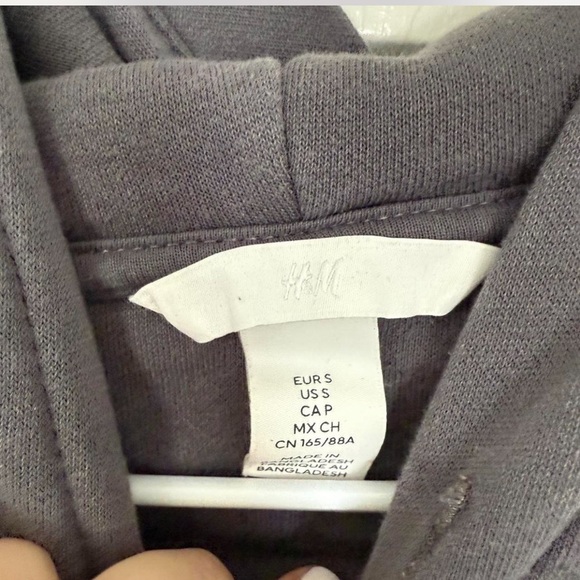 H&M
EUR S
US S
CA P
MX CH
CN 165/88A
MADE IN
BANGLADESH
FABRIQUE AU
BANGLADESH